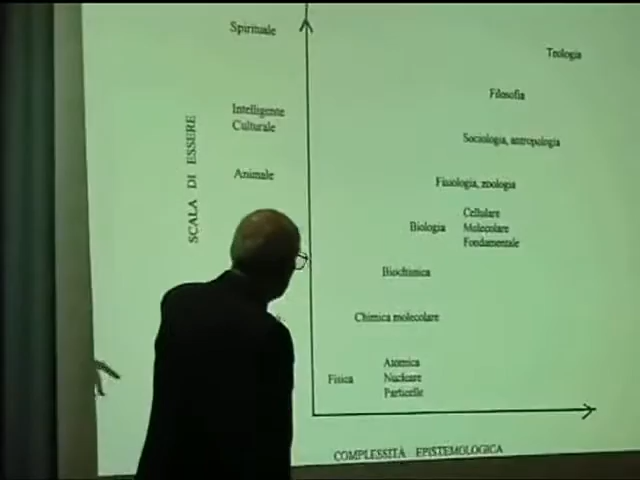 Spirituale
Teologia
Filosofia
Intelligente
Culturale
Sociologia, antropologia
Animale
Fisiologia, zoologia
SCALA DI ESSERE
Cellulare
Biologia Molecolare
Fondamentale
Biochimica
Chimica molecolare
Atomica
Fisica Nucleare
Particelle
COMPLESSITÀ EPISTEMOLOGICA